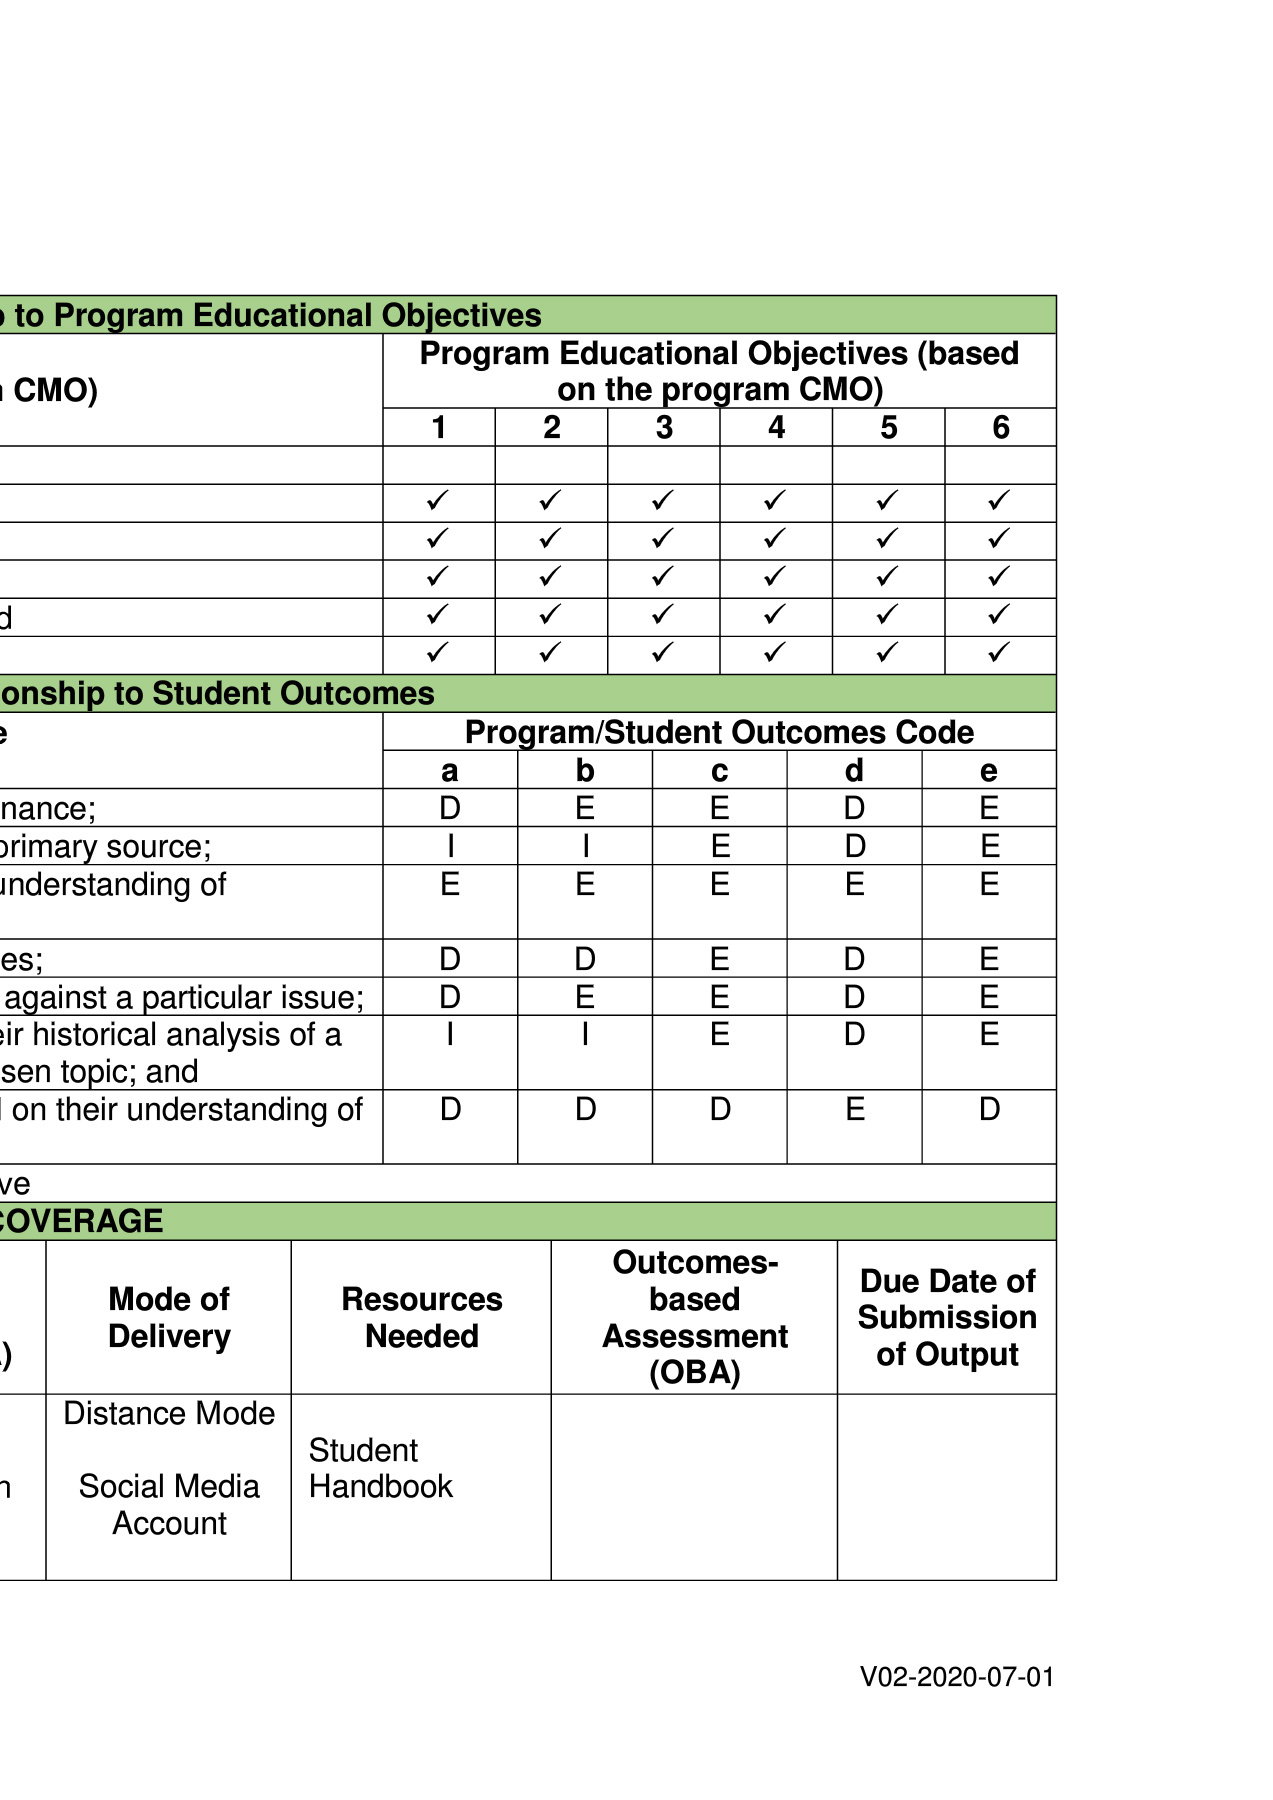 to Program Educational Objectives
CMO)
Program Educational Objectives (based
on the program CMO)
1 2 3 4 5 6
✓ ✓ ✓ ✓ ✓ ✓
✓ ✓ ✓ ✓ ✓ ✓
✓ ✓ ✓ ✓ ✓ ✓
d ✓ ✓ ✓ ✓ ✓ ✓
✓ ✓ ✓ ✓ ✓ ✓
onship to Student Outcomes
e
Program/Student Outcomes Code
a b c d e
nance; D E E D E
primary source; I I E D E
understanding of E E E E E
es; D D E D E
against a particular issue; D E E D E
eir historical analysis of a I I E D E
sen topic; and
on their understanding of D D D E D
ve
COVERAGE
)
Mode of
Delivery
Resources
Needed
Outcomes-
based
Assessment
(OBA)
Due Date of
Submission
of Output
n
Distance Mode
Social Media
Account
Student
Handbook
V02-2020-07-01